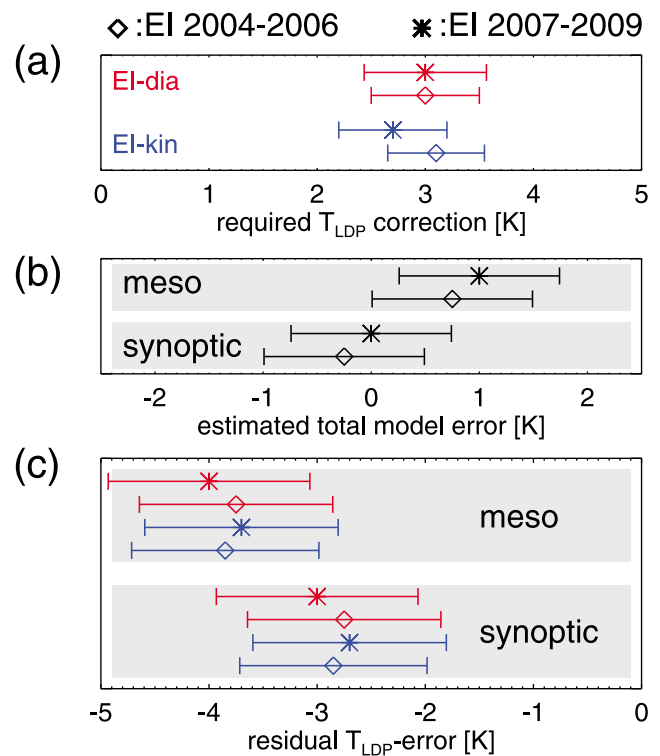 ◇:EI 2004-2006 ✳:EI 2007-2009
(a)
EI-dia
EI-kin
0 1 2 3 4 5
required T_LDP correction [K]
(b)
meso
synoptic
-2 -1 0 1 2
estimated total model error [K]
(c)
meso
synoptic
-5 -4 -3 -2 -1 0
residual T_LDP-error [K]